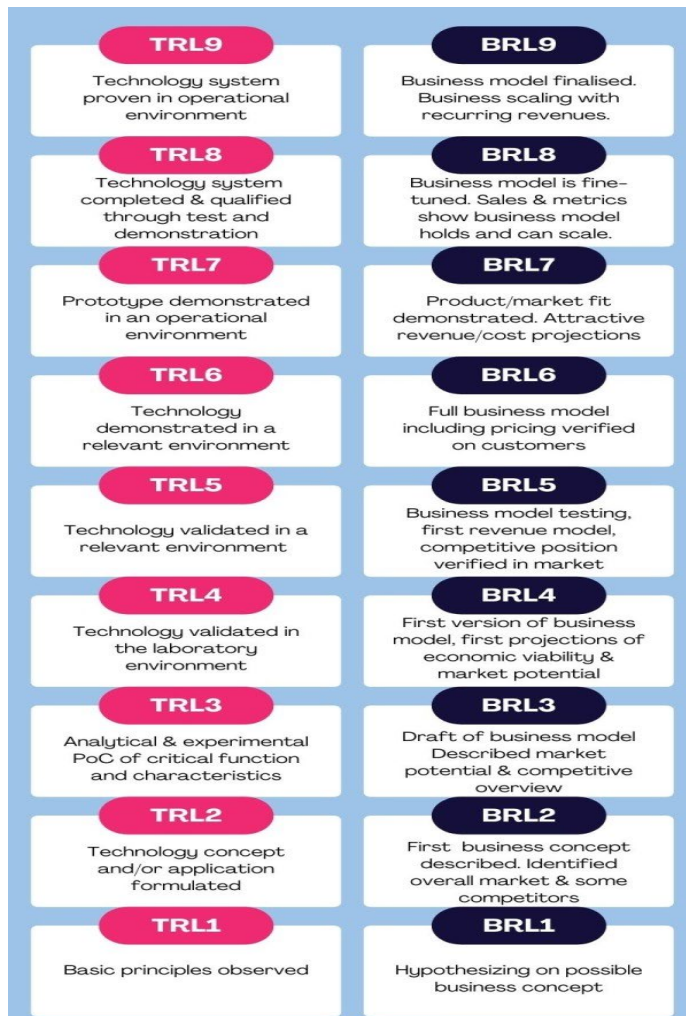 TRL9
Technology system
proven in operational
environment
BRL9
Business model finalised.
Business scaling with
recurring revenues.
TRL8
Technology system
completed & qualified
through test and
demonstration
BRL8
Business model is fine-
tuned. Sales & metrics
show business model
holds and can scale.
TRL7
Prototype demonstrated
in an operational
environment
BRL7
Product/market fit
demonstrated. Attractive
revenue/cost projections
TRL6
Technology
demonstrated in a
relevant environment
BRL6
Full business model
including pricing verified
on customers
TRL5
Technology validated in a
relevant environment
BRL5
Business model testing,
first revenue model,
competitive position
verified in market
TRL4
Technology validated in
the laboratory
environment
BRL4
First version of business
model, first projections of
economic viability &
market potential
TRL3
Analytical & experimental
PoC of critical function
and characteristics
BRL3
Draft of business model
Described market
potential & competitive
overview
TRL2
Technology concept
and/or application
formulated
BRL2
First business concept
described. Identified
overall market & some
competitors
TRL1
Basic principles observed
BRL1
Hypothesizing on possible
business concept